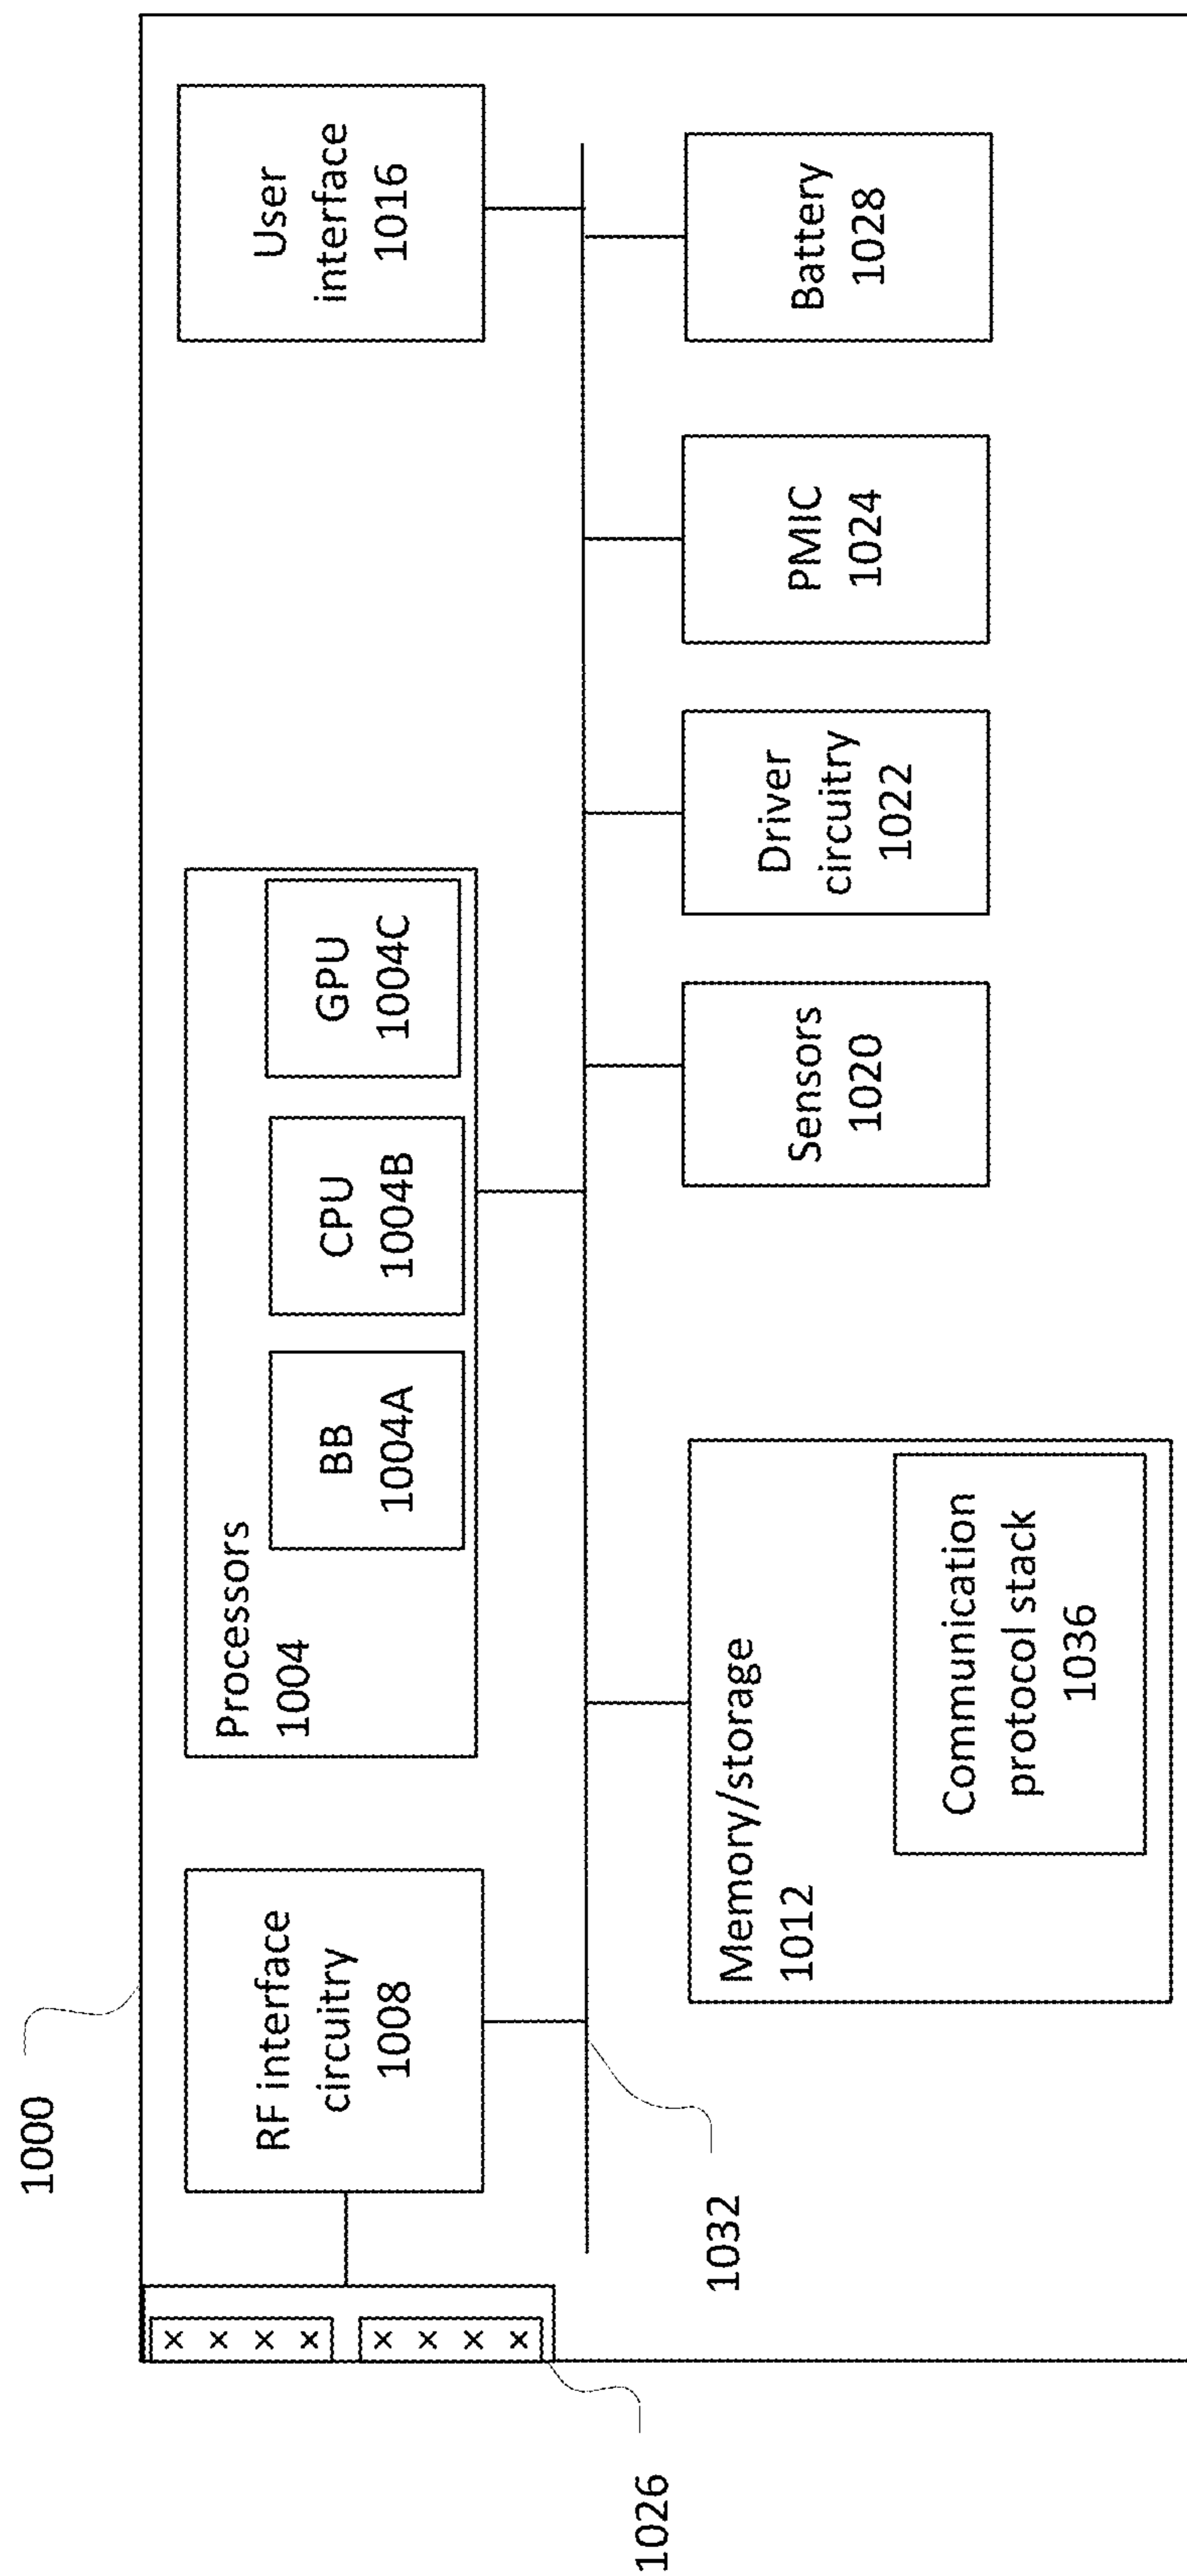 1000
RF interface
circuitry
1008
Processors
1004
BB
1004A
CPU
1004B
GPU
1004C
User
interface
1016
1026
1032
Memory/storage
1012
Communication
protocol stack
1036
Sensors
1020
Driver
circuitry
1022
PMIC
1024
Battery
1028